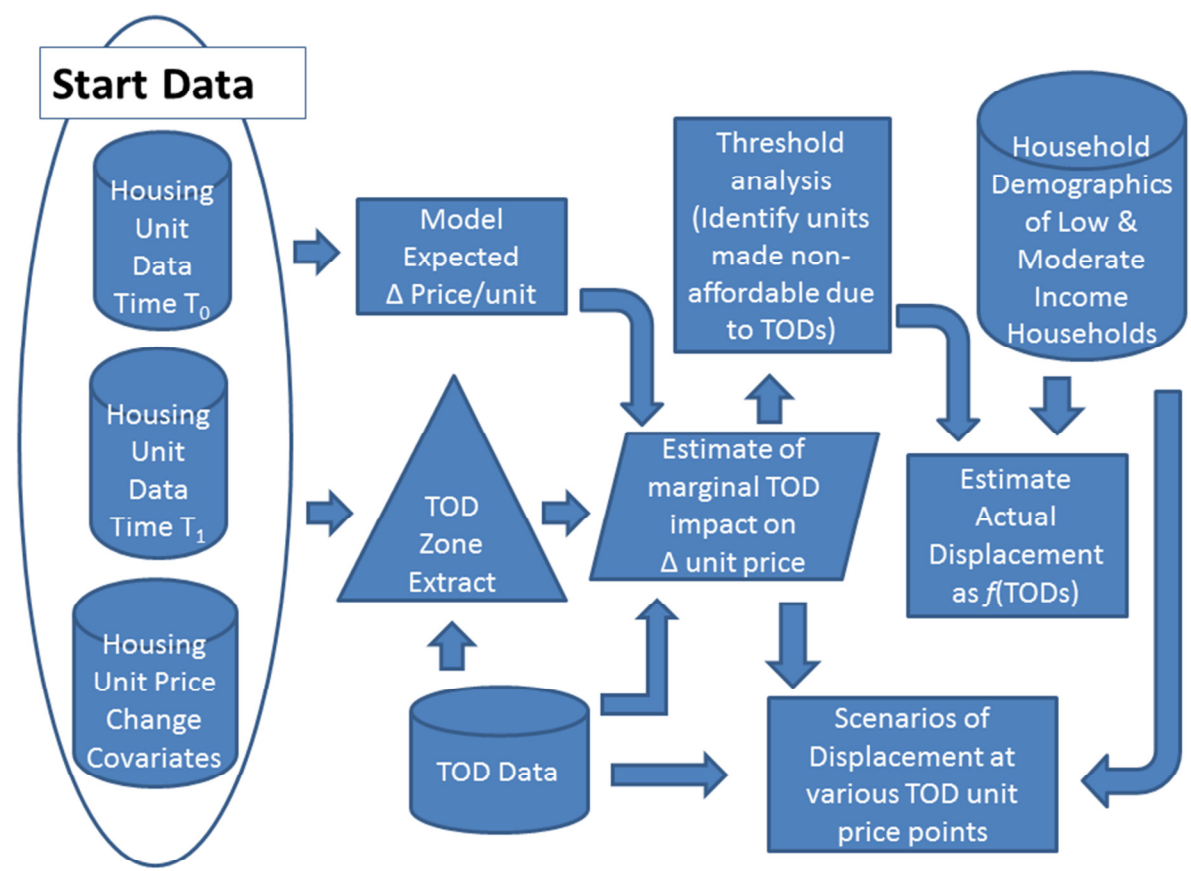 Start Data
Housing
Unit
Data
Time T₀
Housing
Unit
Data
Time T₁
Housing
Unit Price
Change
Covariates
Model
Expected
Δ Price/unit
TOD
Zone
Extract
TOD Data
Estimate of
marginal TOD
impact on
Δ unit price
Threshold
analysis
(Identify units
made non-
affordable due
to TODs)
Household
Demographics
of Low &
Moderate
Income
Households
Estimate
Actual
Displacement
as f(TODs)
Scenarios of
Displacement at
various TOD unit
price points